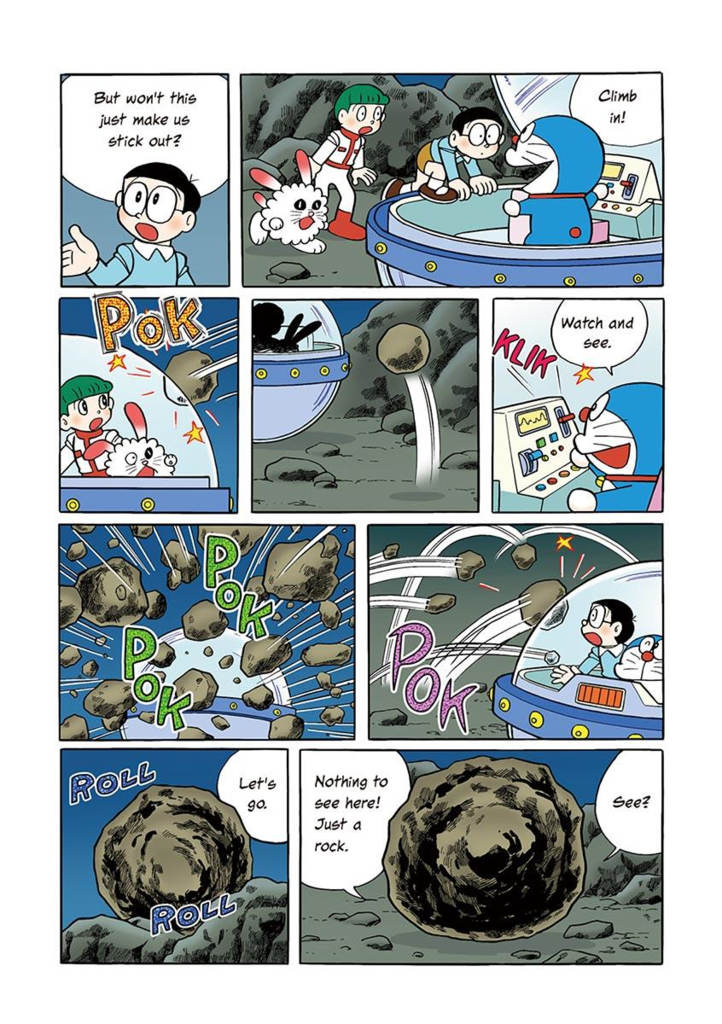 But won't this
just make us
stick out?
Climb
in!
POK
KLIK
Watch and
see.
POK
POK
POK
ROLL
Let's
go.
ROLL
Nothing to
see here!
Just a
rock.
See?